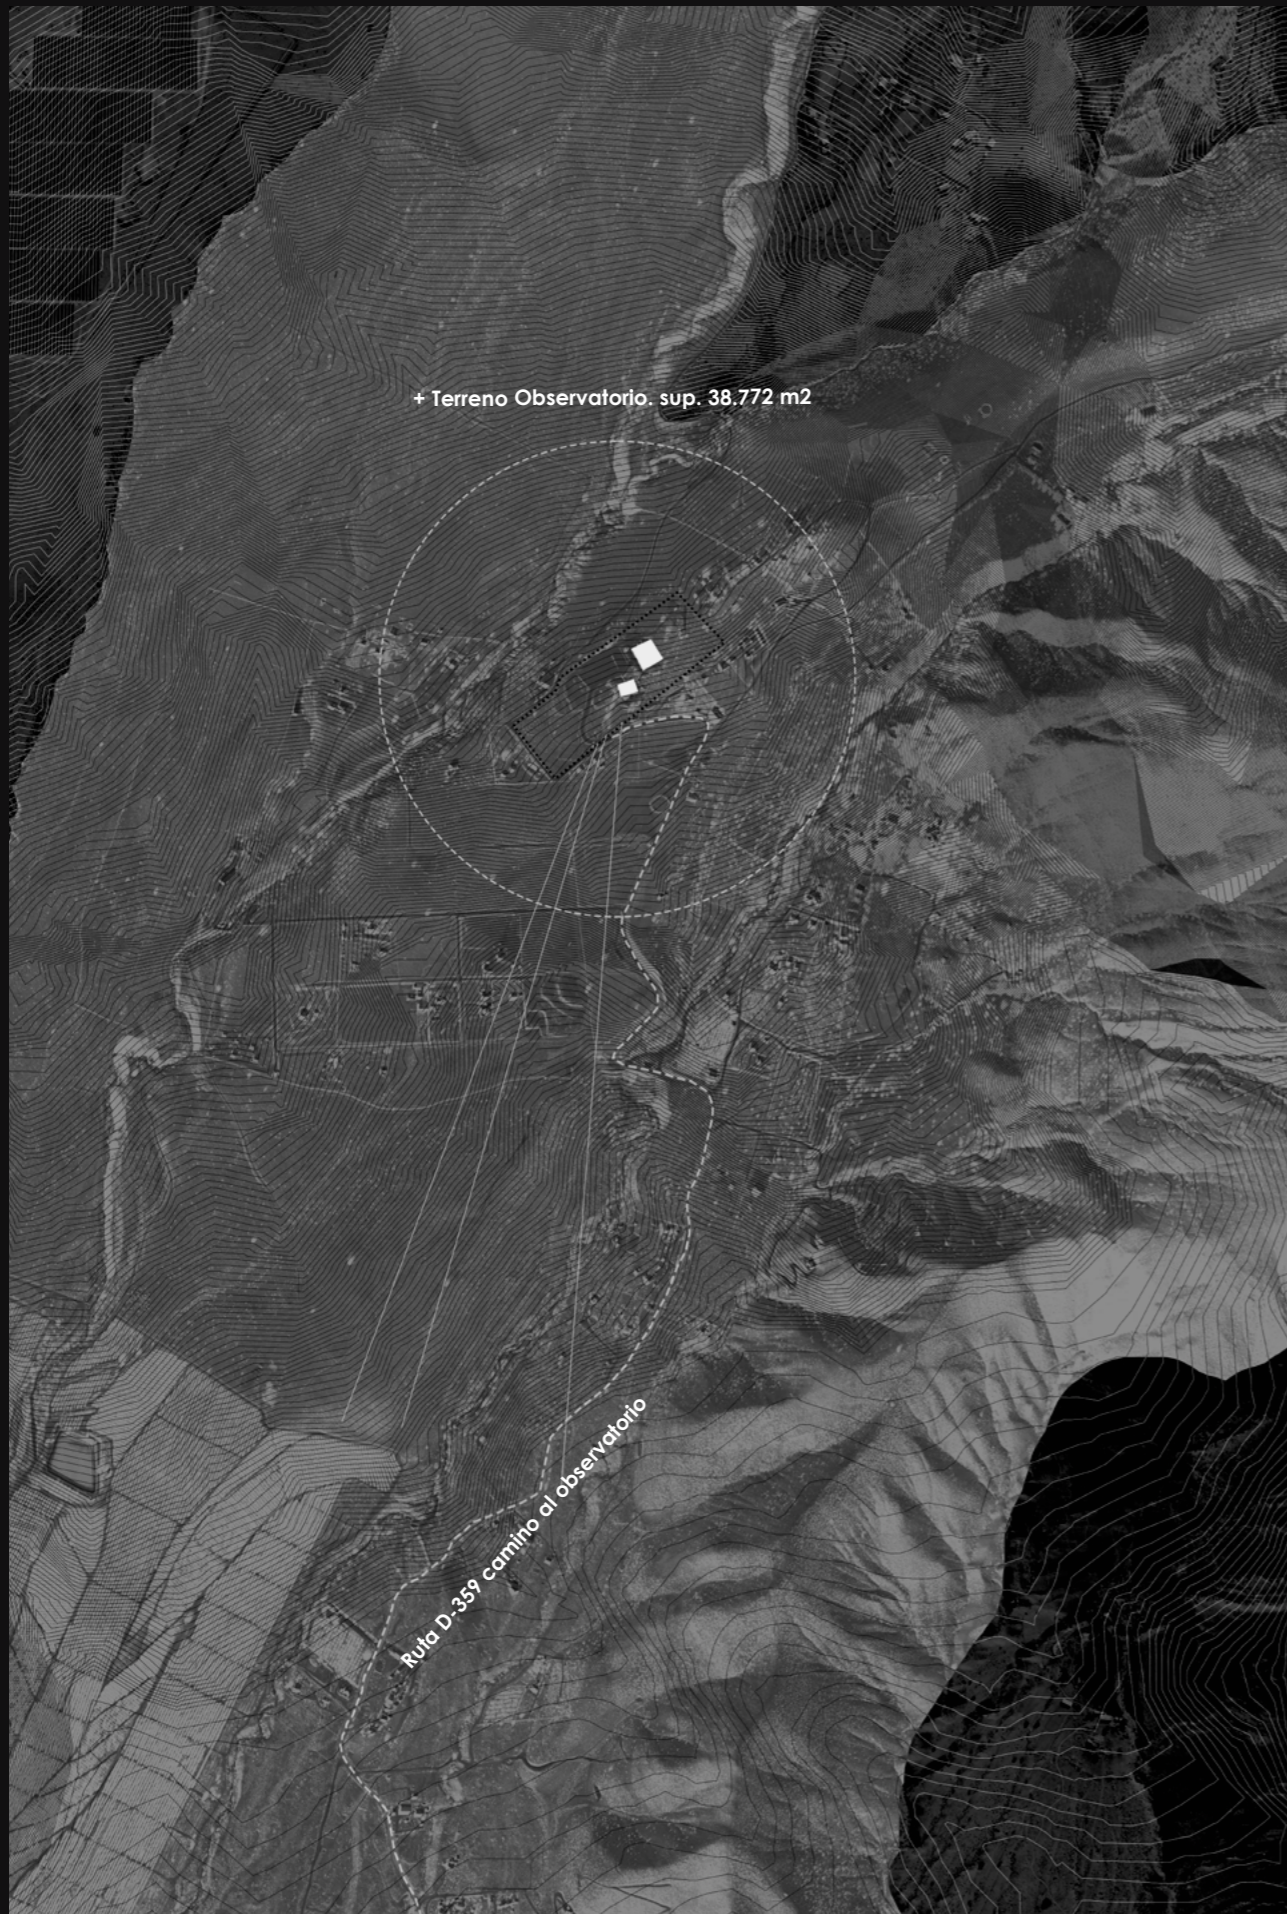 + Terreno Observatorio. sup. 38.772 m2
Ruta D-359 camino al observatorio